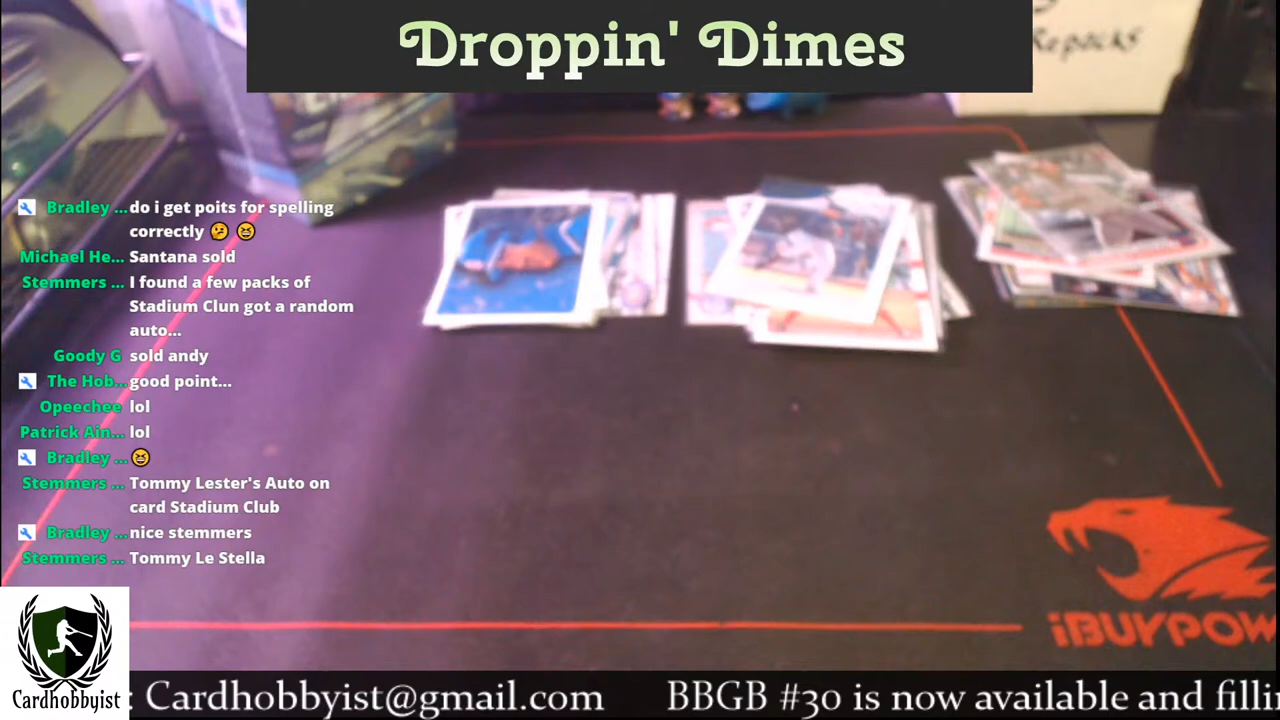 Droppin' Dimes
Repacks
Bradley ... do i get poits for spelling
correctly 🤔 😆
Michael He... Santana sold
Stemmers ... I found a few packs of
Stadium Clun got a random
auto...
Goody G sold andy
The Hob... good point...
Opeechee lol
Patrick Ain... lol
Bradley ... 😆
Stemmers ... Tommy Lester's Auto on
card Stadium Club
Bradley ... nice stemmers
Stemmers ... Tommy Le Stella
iBUYPOW
Cardhobbyist
: Cardhobbyist@gmail.com BBGB #30 is now available and filli